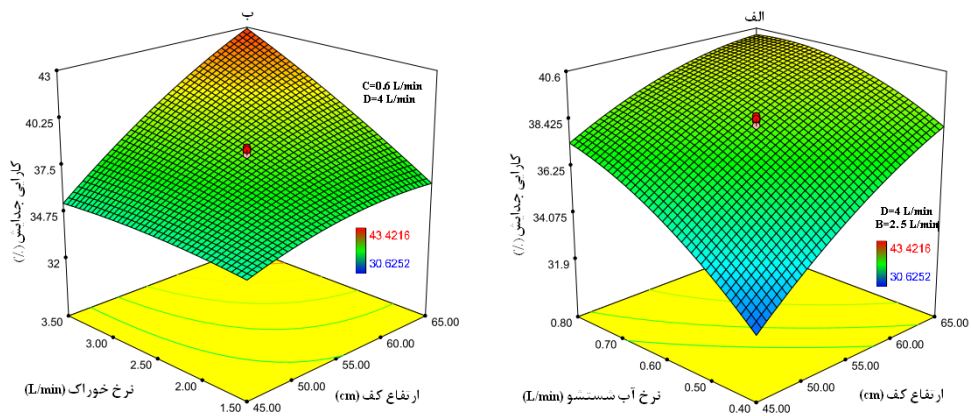 ب
43
40.25
37.5
34.75
32
کارایی جدایش (٪)
C=0.6 L/min
D=4 L/min
43.4216
30.6252
3.50
3.00
2.50
2.00
1.50
45.00
50.00
55.00
60.00
65.00
نرخ خوراک (L/min)
ارتفاع کف (cm)
الف
40.6
38.425
36.25
34.075
31.9
کارایی جدایش (٪)
D=4 L/min
B=2.5 L/min
43.4216
30.6252
0.80
0.70
0.60
0.50
0.40
45.00
50.00
55.00
60.00
65.00
نرخ آب شستشو (L/min)
ارتفاع کف (cm)